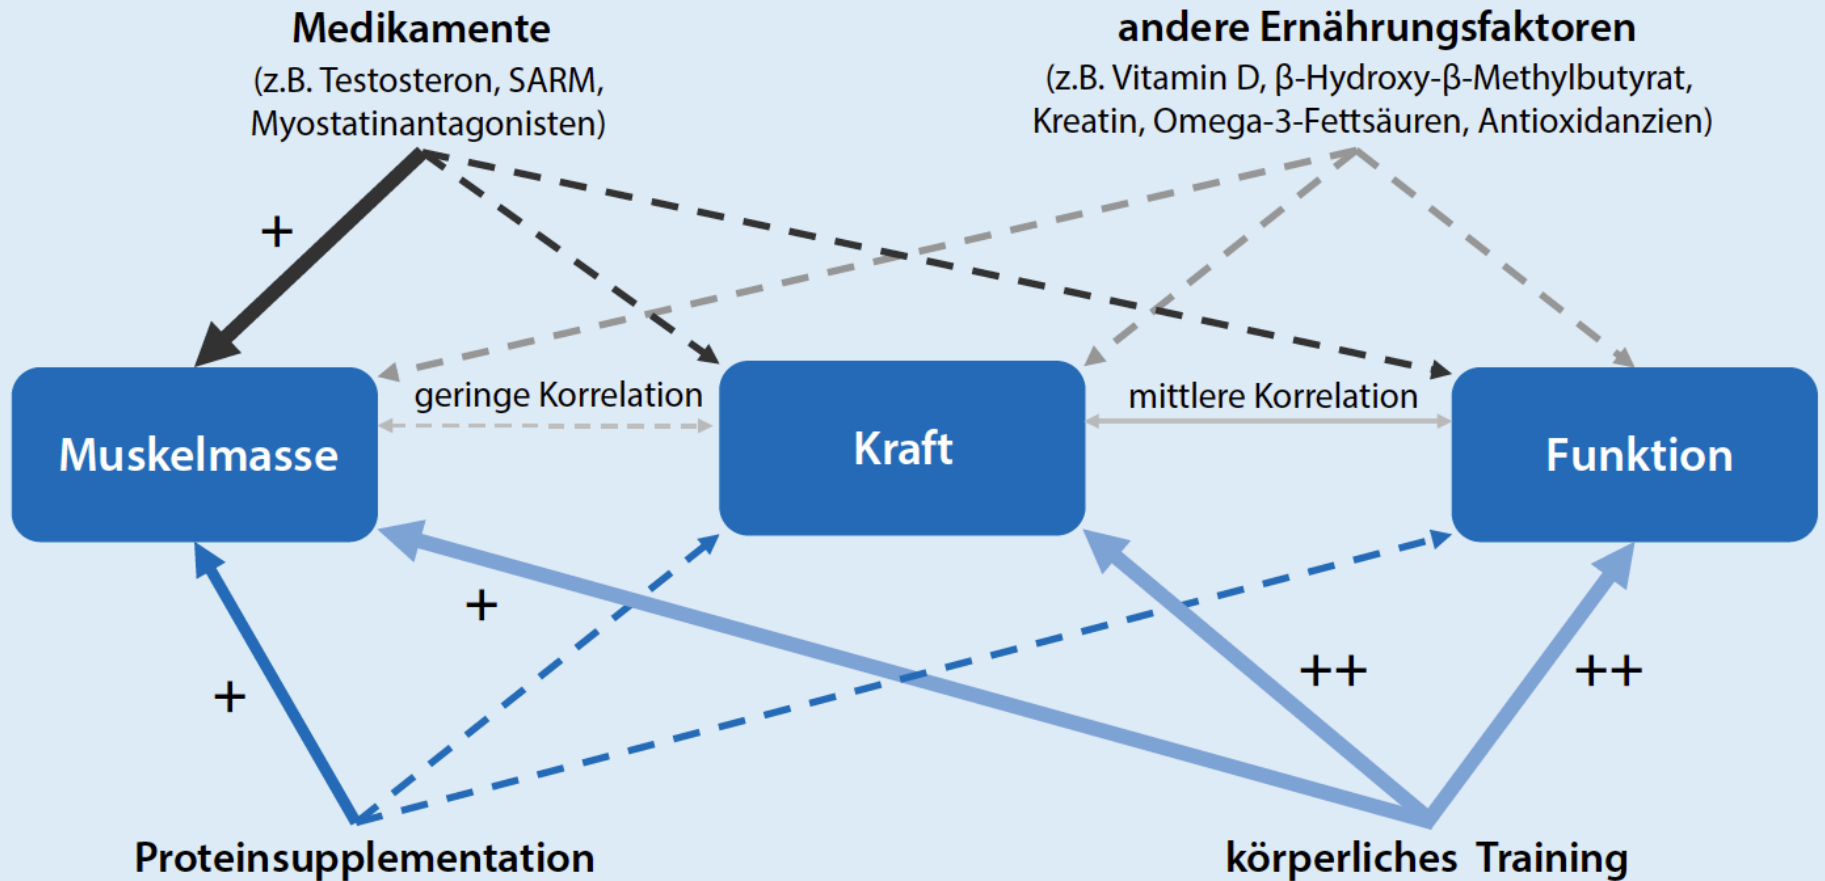 Medikamente
(z.B. Testosteron, SARM,
Myostatinantagonisten)
andere Ernährungsfaktoren
(z.B. Vitamin D, β-Hydroxy-β-Methylbutyrat,
Kreatin, Omega-3-Fettsäuren, Antioxidanzien)
+
geringe Korrelation
mittlere Korrelation
Muskelmasse
Kraft
Funktion
+
+
++
++
Proteinsupplementation
körperliches Training